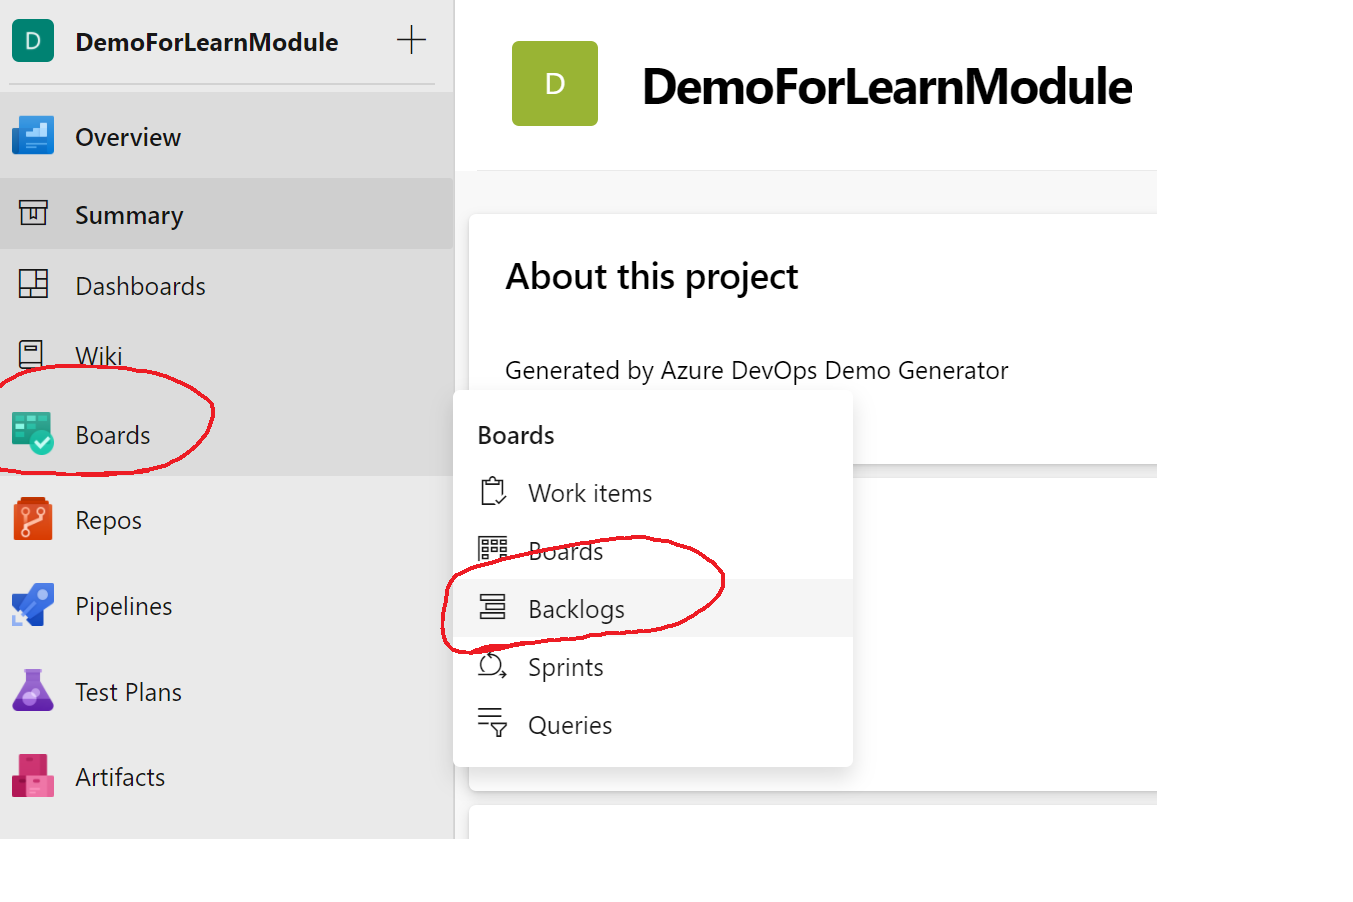 D DemoForLearnModule
Overview
Summary
Dashboards
Wiki
Boards
Repos
Pipelines
Test Plans
Artifacts
D DemoForLearnModule
About this project
Generated by Azure DevOps Demo Generator
Boards
Work items
Boards
Backlogs
Sprints
Queries